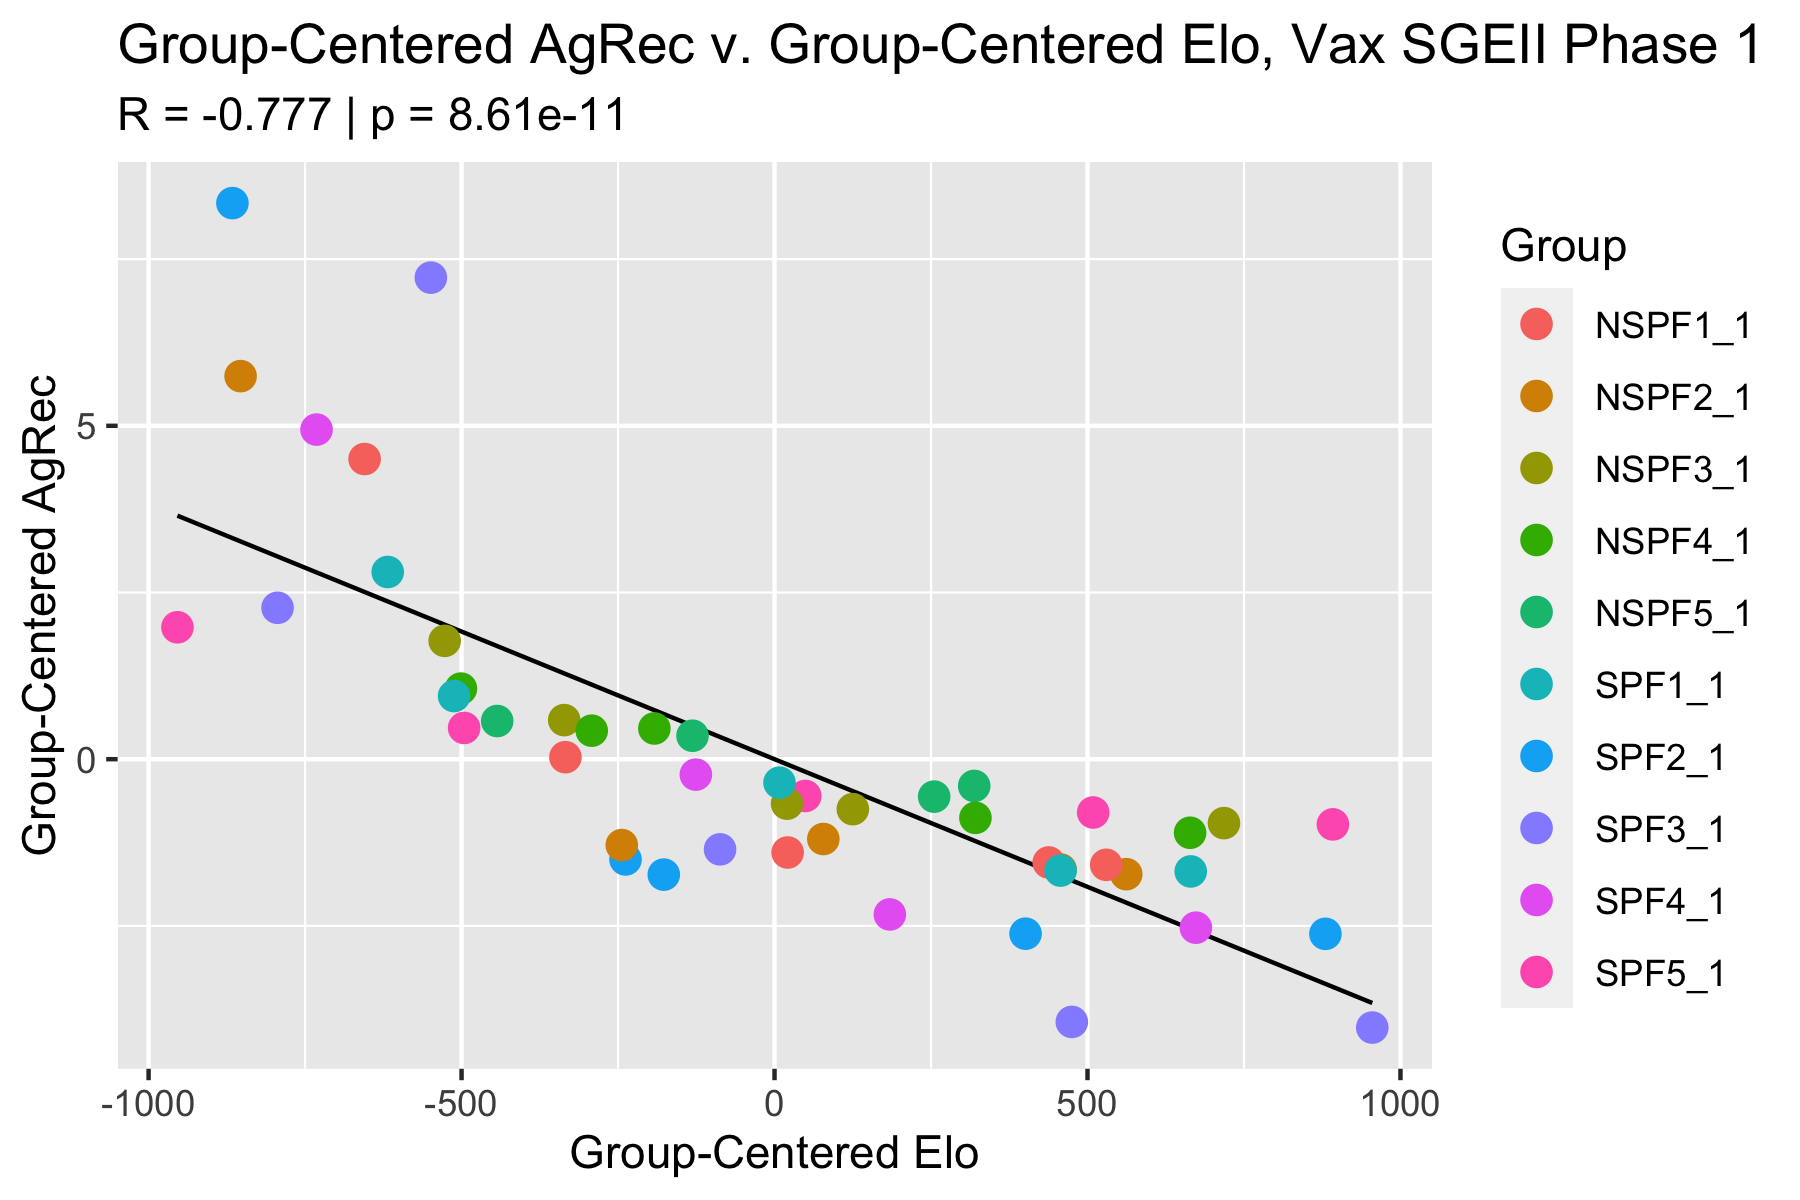 Group-Centered AgRec v. Group-Centered Elo, Vax SGEII Phase 1
R = -0.777 | p = 8.61e-11
Group-Centered AgRec
5
0
-1000
-500
0
500
1000
Group-Centered Elo
Group
NSPF1_1
NSPF2_1
NSPF3_1
NSPF4_1
NSPF5_1
SPF1_1
SPF2_1
SPF3_1
SPF4_1
SPF5_1